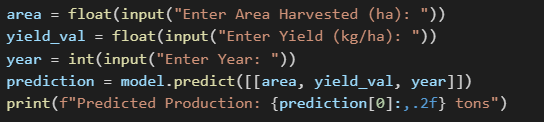 area = float(input("Enter Area Harvested (ha): "))
yield_val = float(input("Enter Yield (kg/ha): "))
year = int(input("Enter Year: "))
prediction = model.predict([[area, yield_val, year]])
print(f"Predicted Production: {prediction[0]:,.2f} tons")